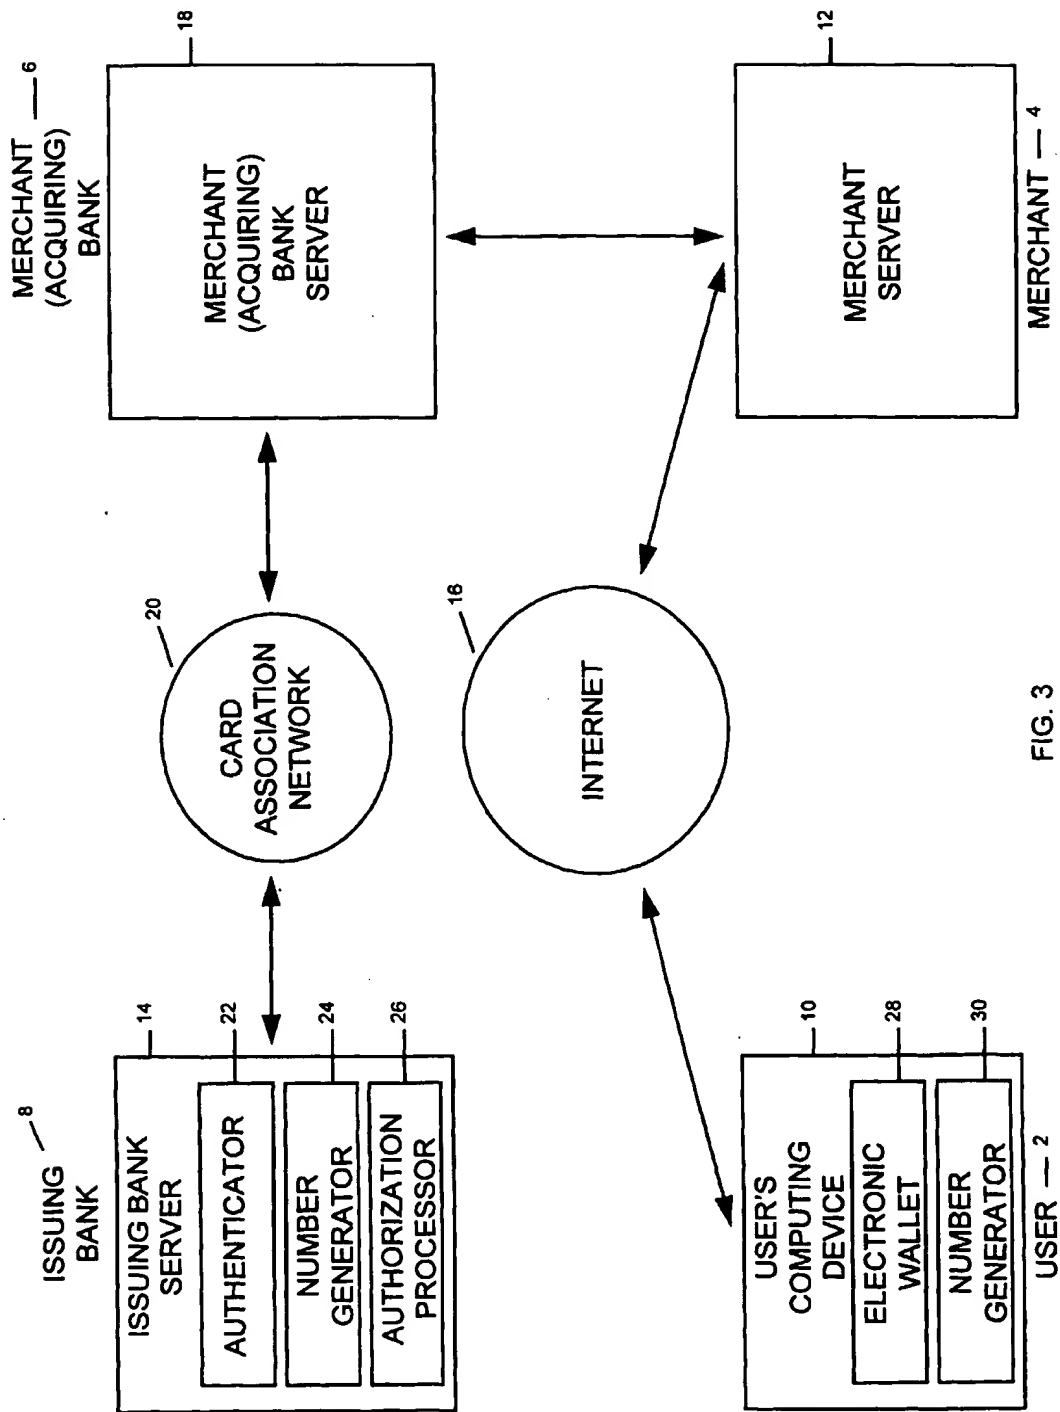 ISSUING
BANK
8
ISSUING BANK
SERVER
14
AUTHENTICATOR
22
NUMBER
GENERATOR
24
AUTHORIZATION
PROCESSOR
26
CARD
ASSOCIATION
NETWORK
20
MERCHANT
(ACQUIRING)
BANK
6
MERCHANT
(ACQUIRING)
BANK
SERVER
18
INTERNET
16
USER'S
COMPUTING
DEVICE
10
ELECTRONIC
WALLET
28
NUMBER
GENERATOR
30
USER
2
MERCHANT
SERVER
12
MERCHANT
4
FIG. 3